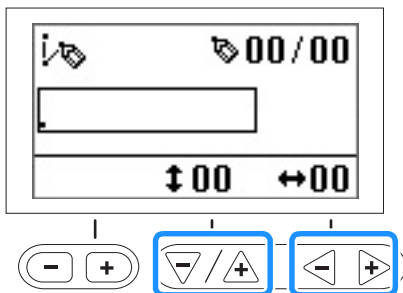 00/00
↕00 ↔00
- + -/+ - +